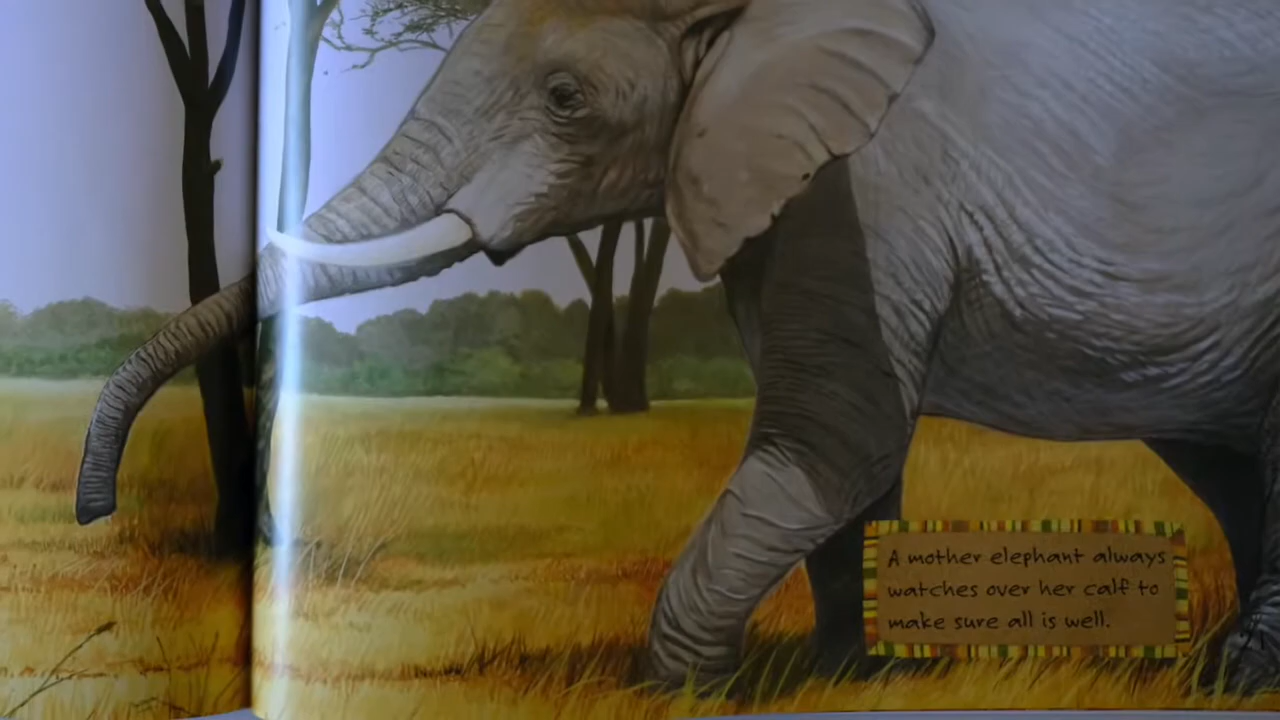 A mother elephant always
watches over her calf to
make sure all is well.